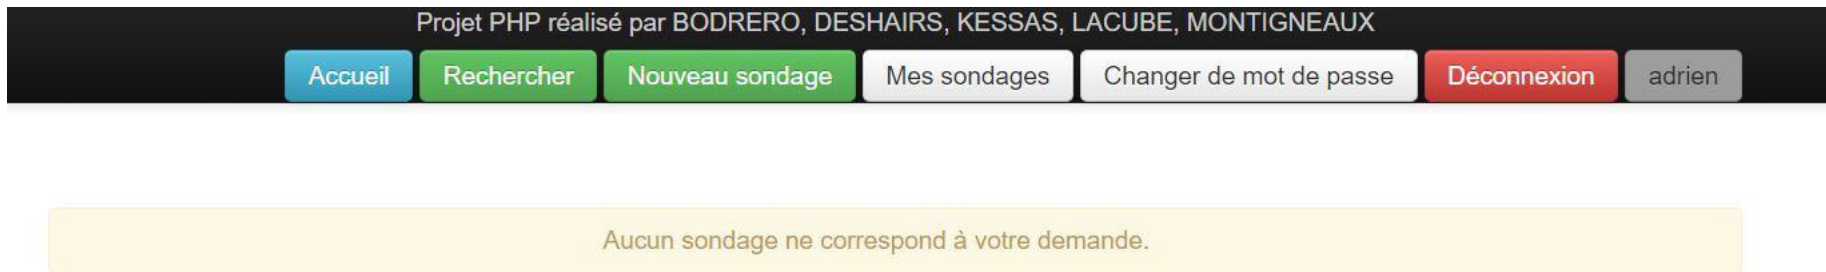 Projet PHP réalisé par BODRERO, DESHAIRS, KESSAS, LACUBE, MONTIGNEAUX
Accueil Rechercher Nouveau sondage Mes sondages Changer de mot de passe Déconnexion adrien
Aucun sondage ne correspond à votre demande.